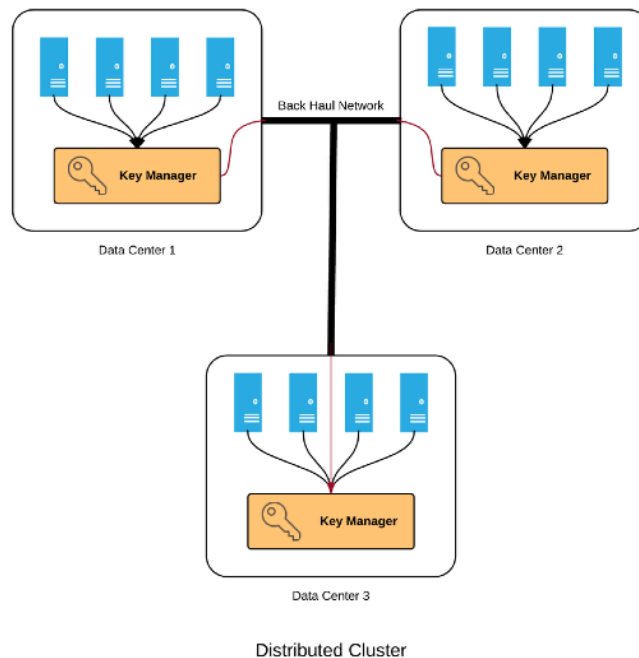 Back Haul Network
Key Manager
Key Manager
Data Center 1
Data Center 2
Key Manager
Data Center 3
Distributed Cluster